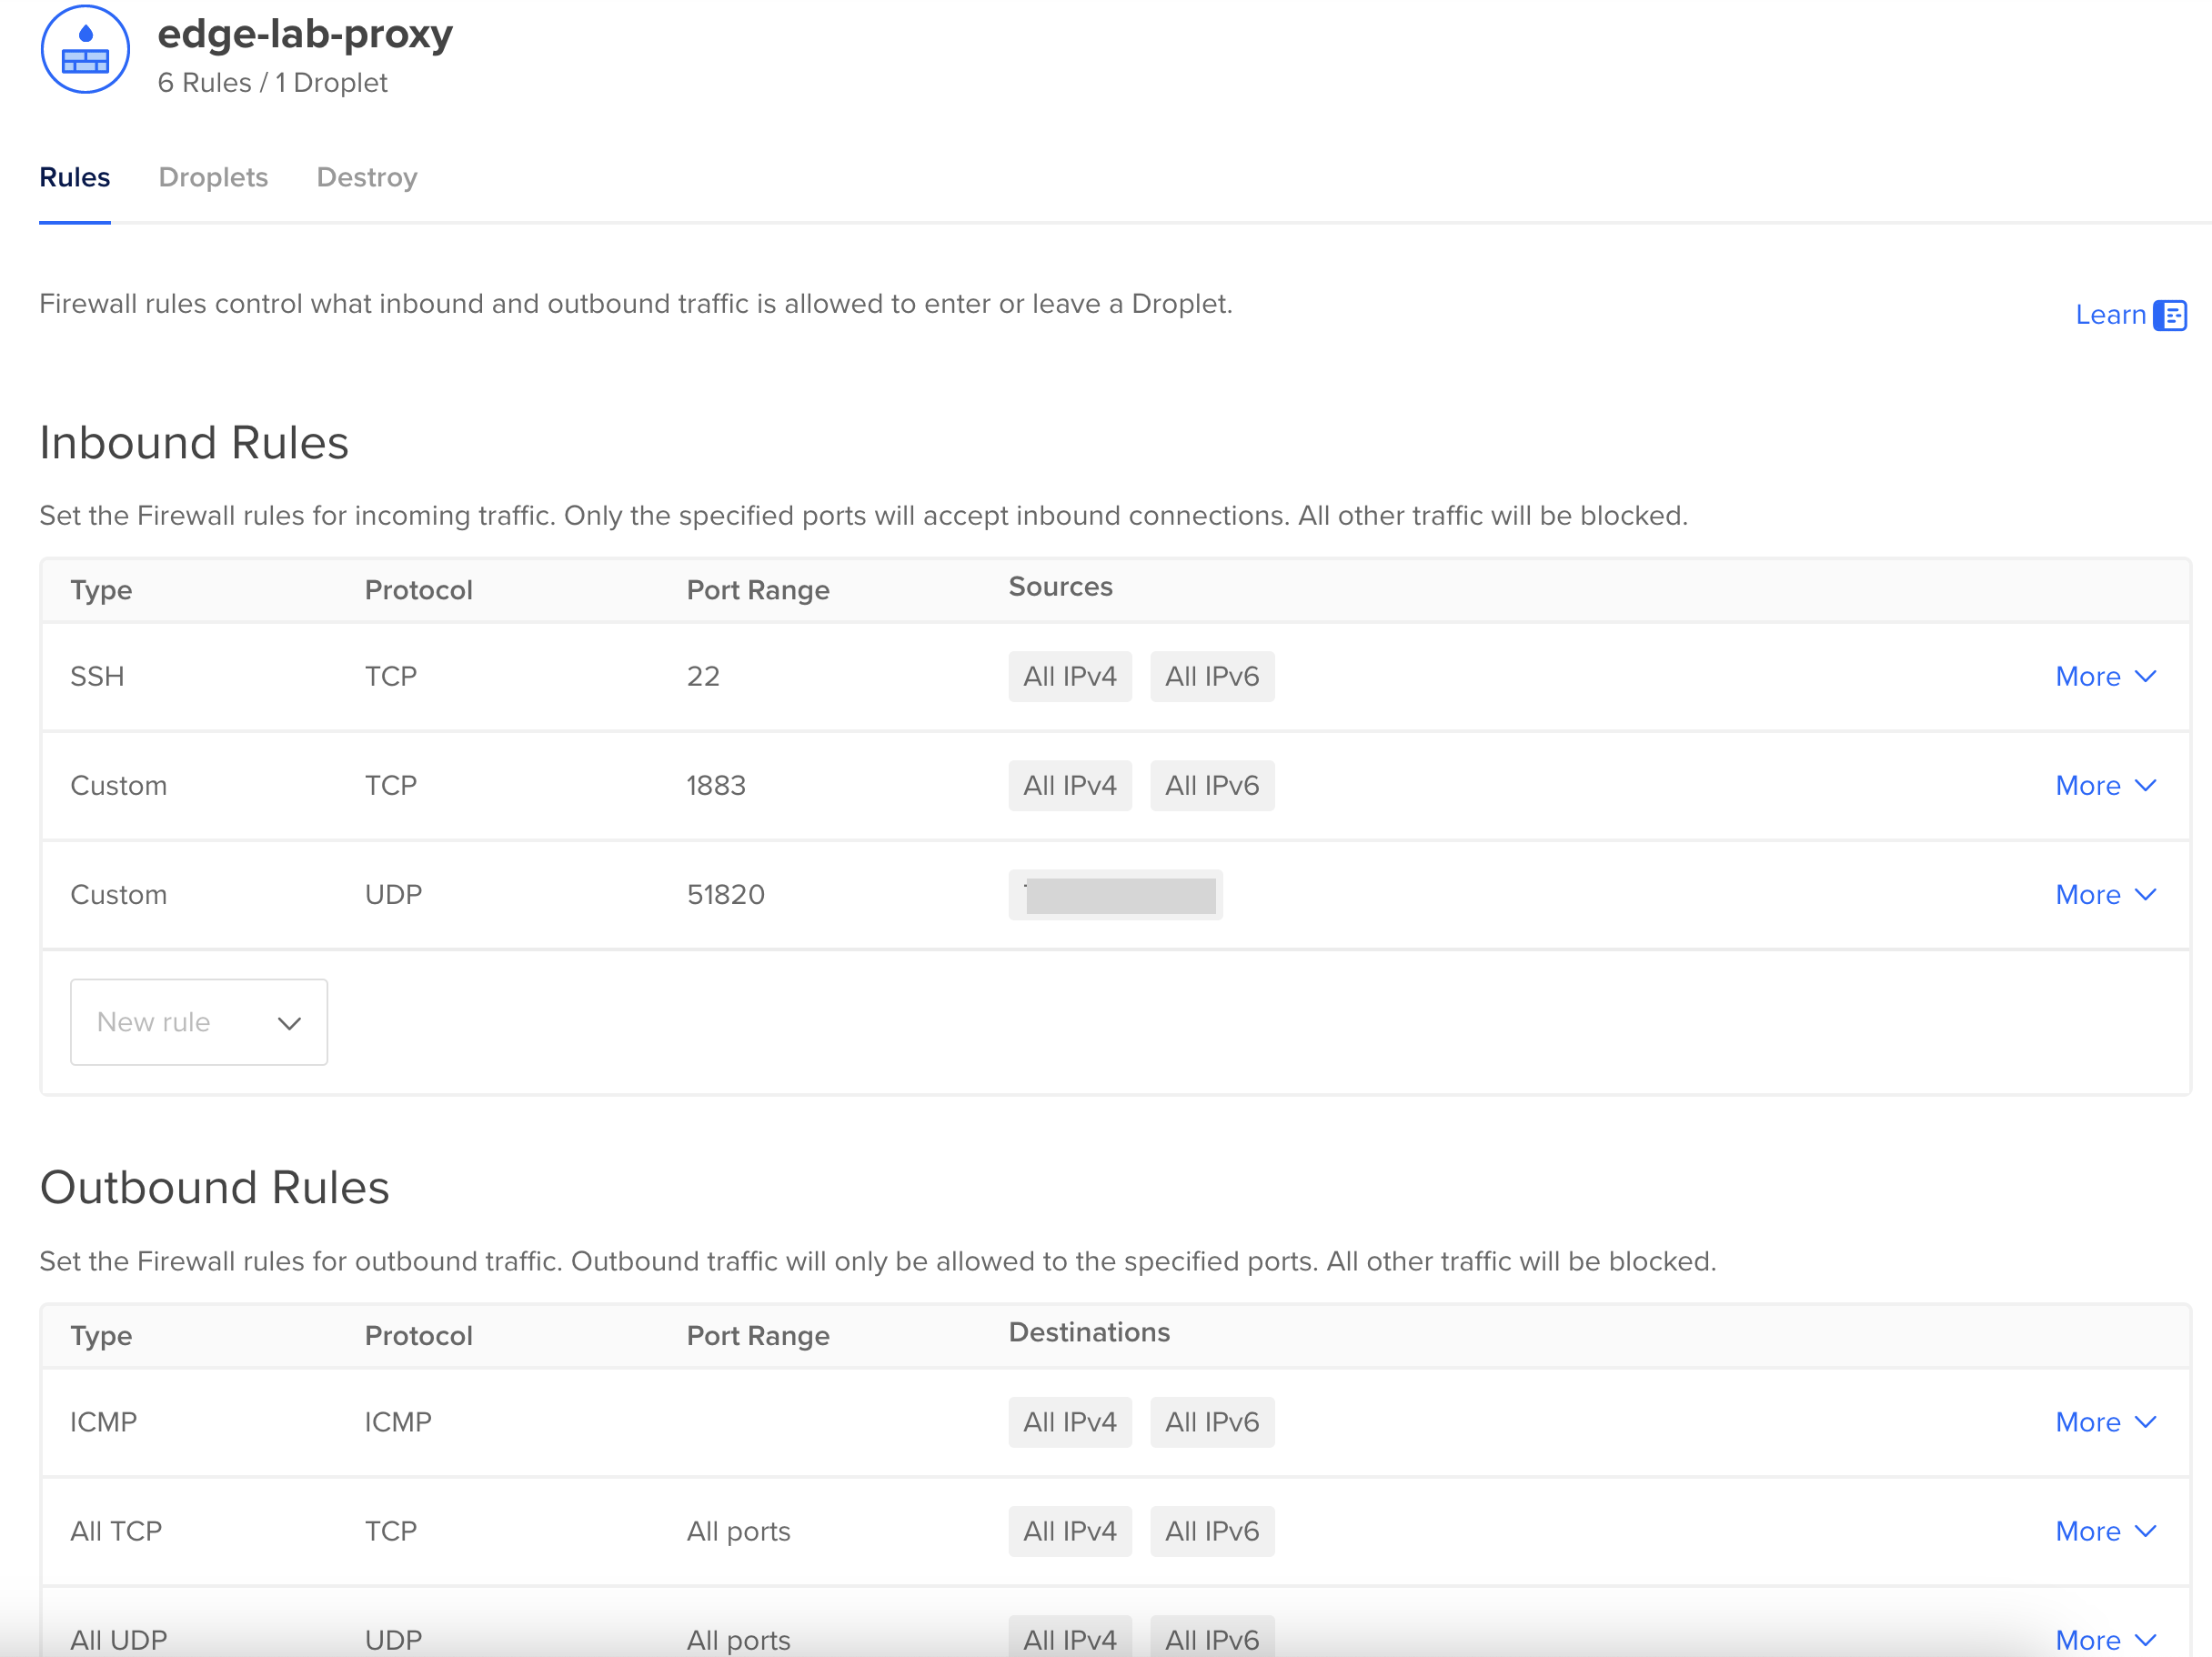 edge-lab-proxy
6 Rules / 1 Droplet
Rules Droplets Destroy
Firewall rules control what inbound and outbound traffic is allowed to enter or leave a Droplet.
Learn
Inbound Rules
Set the Firewall rules for incoming traffic. Only the specified ports will accept inbound connections. All other traffic will be blocked.
Type Protocol Port Range Sources
SSH TCP 22 All IPv4 All IPv6 More
Custom TCP 1883 All IPv4 All IPv6 More
Custom UDP 51820 More
New rule
Outbound Rules
Set the Firewall rules for outbound traffic. Outbound traffic will only be allowed to the specified ports. All other traffic will be blocked.
Type Protocol Port Range Destinations
ICMP ICMP All IPv4 All IPv6 More
All TCP TCP All ports All IPv4 All IPv6 More
All UDP UDP All ports All IPv4 All IPv6 More